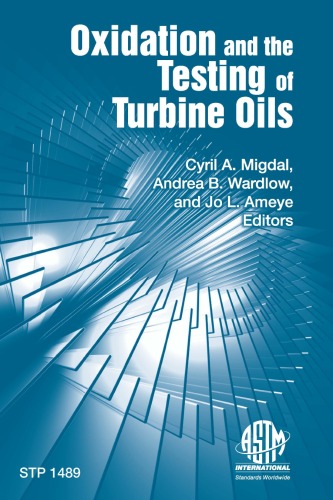 Oxidation and the
Testing of
Turbine Oils
Cyril A. Migdal,
Andrea B. Wardlow,
and Jo L. Ameye
Editors
ASTM
INTERNATIONAL
Standards Worldwide
STP 1489